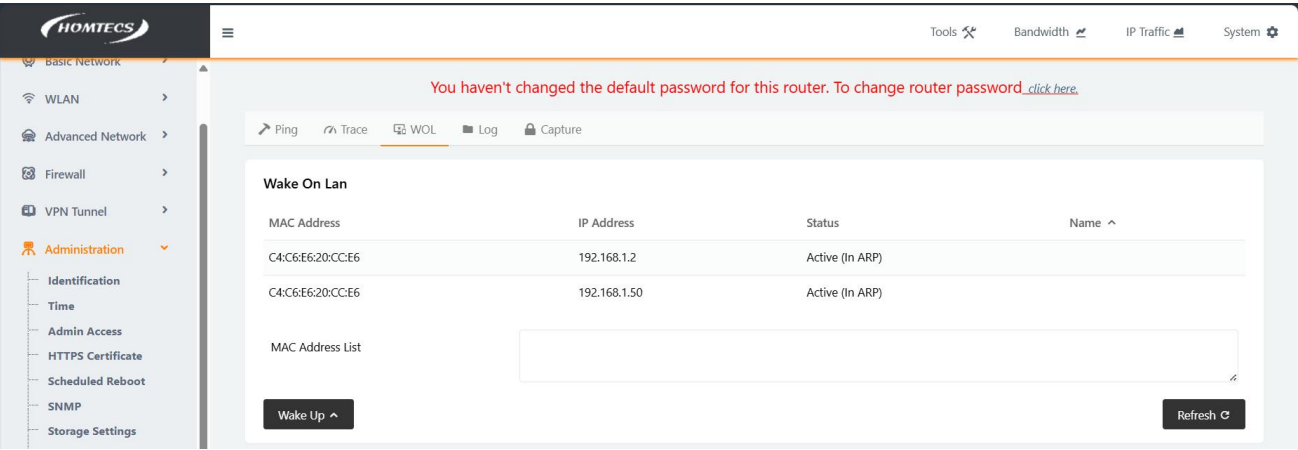 HOMTECS
Tools
Bandwidth
IP Traffic
System
Basic Network
WLAN
Advanced Network
Firewall
VPN Tunnel
Administration
Identification
Time
Admin Access
HTTPS Certificate
Scheduled Reboot
SNMP
Storage Settings
You haven't changed the default password for this router. To change router password click here.
Ping Trace WOL Log Capture
Wake On Lan
MAC Address IP Address Status Name
C4:C6:E6:20:CC:E6 192.168.1.2 Active (In ARP)
C4:C6:E6:20:CC:E6 192.168.1.50 Active (In ARP)
MAC Address List
Wake Up Refresh